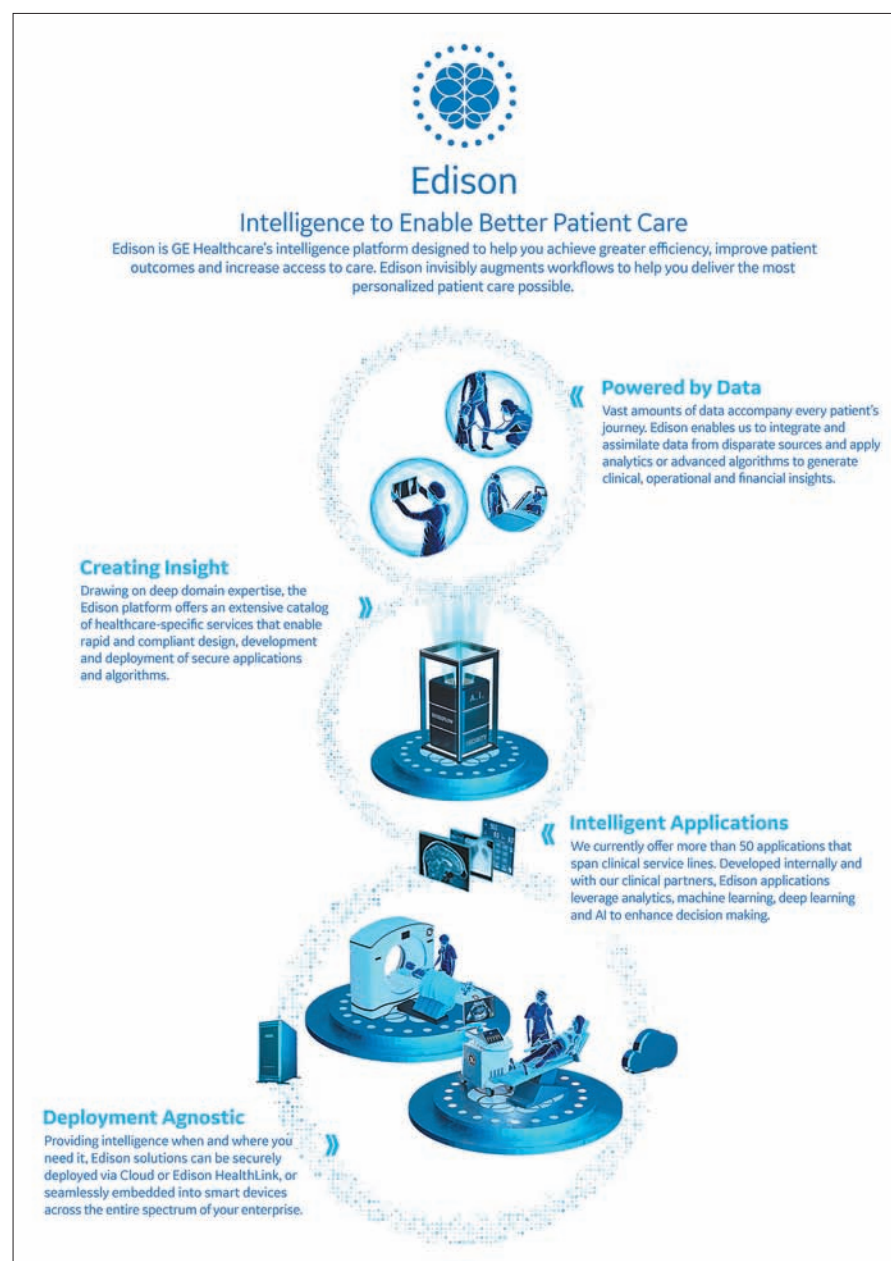 Edison
Intelligence to Enable Better Patient Care
Edison is GE Healthcare's intelligence platform designed to help you achieve greater efficiency, improve patient
outcomes and increase access to care. Edison invisibly augments workflows to help you deliver the most
personalized patient care possible.
Powered by Data
Vast amounts of data accompany every patient's
journey. Edison enables us to integrate and
assimilate data from disparate sources and apply
analytics or advanced algorithms to generate
clinical, operational and financial insights.
Creating Insight
Drawing on deep domain expertise, the
Edison platform offers an extensive catalog
of healthcare-specific services that enable
rapid and compliant design, development
and deployment of secure applications
and algorithms.
A.I.
Intelligent Applications
We currently offer more than 50 applications that
span clinical service lines. Developed internally and
with our clinical partners, Edison applications
leverage analytics, machine learning, deep learning
and AI to enhance decision making.
Deployment Agnostic
Providing intelligence when and where you
need it, Edison solutions can be securely
deployed via Cloud or Edison HealthLink, or
seamlessly embedded into smart devices
across the entire spectrum of your enterprise.